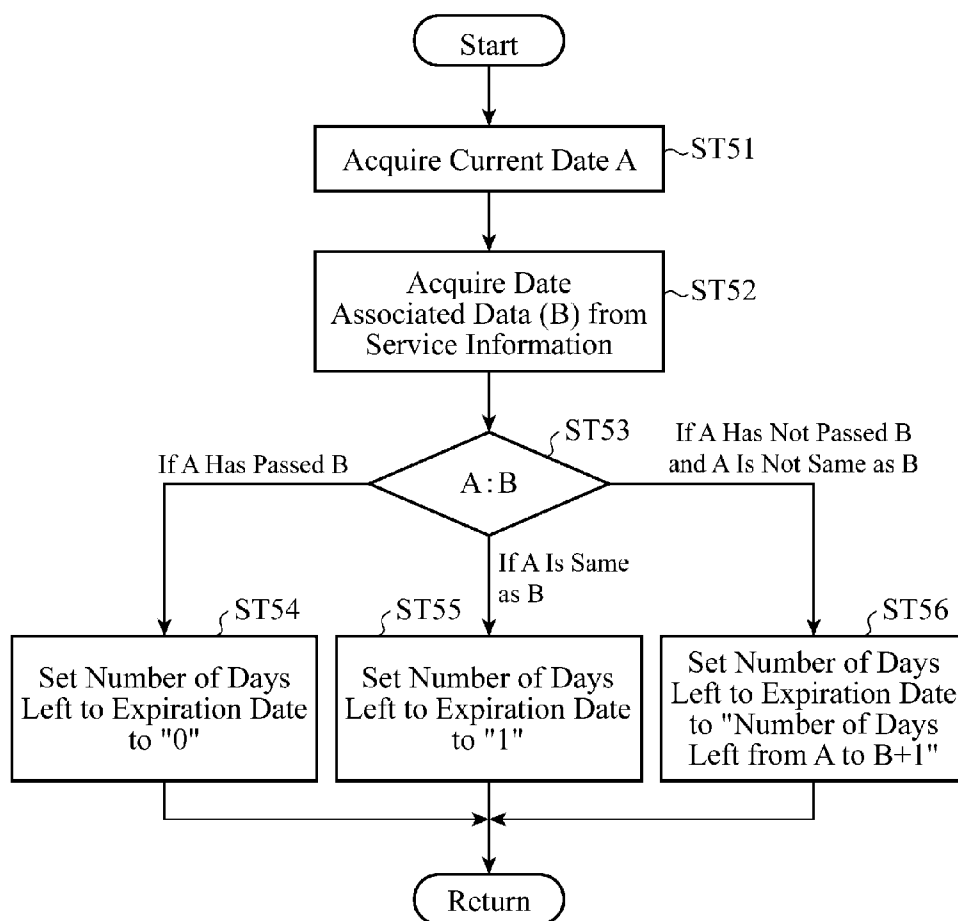 Start
Acquire Current Date A
ST51
Acquire Date
Associated Data (B) from
Service Information
ST52
ST53
A : B
If A Has Passed B
If A Has Not Passed B
and A Is Not Same as B
If A Is Same
as B
ST54
Set Number of Days
Left to Expiration Date
to "0"
ST55
Set Number of Days
Left to Expiration Date
to "1"
ST56
Set Number of Days
Left to Expiration Date
to "Number of Days
Left from A to B+1"
Return